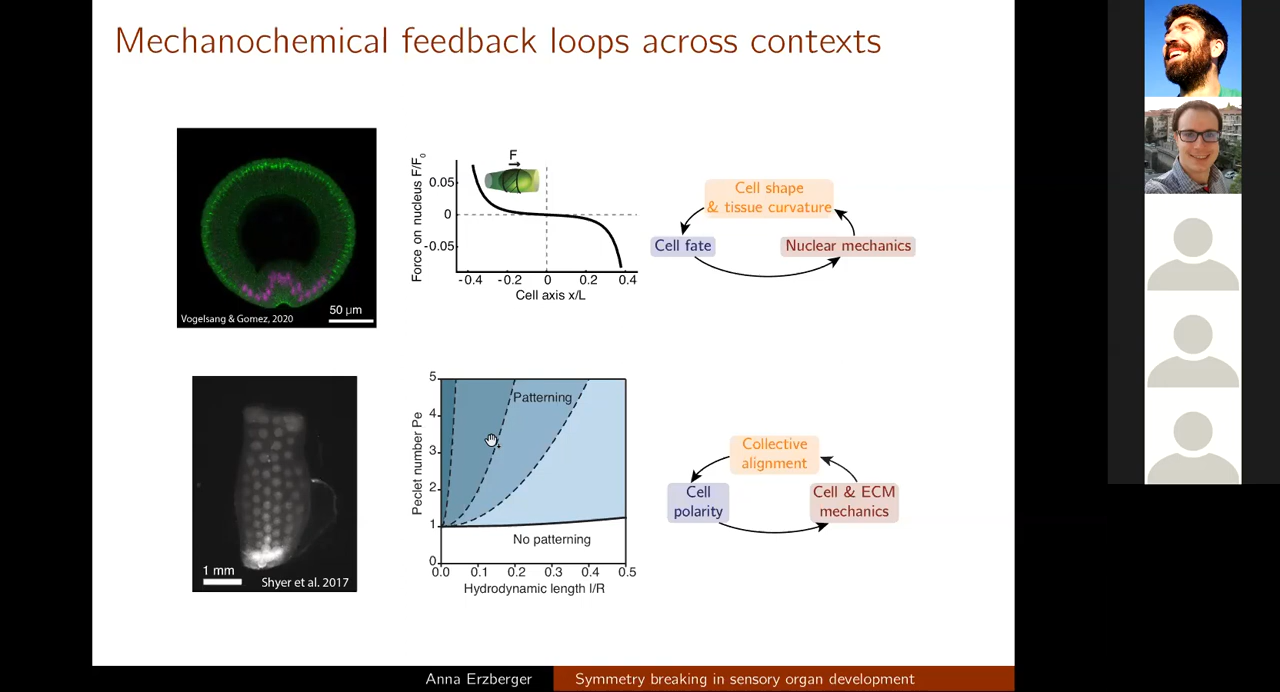 Mechanochemical feedback loops across contexts
Vogelsang & Gomez, 2020
50 µm
Force on nucleus F/F₀
0.05
0
-0.05
F
-0.4 -0.2 0 0.2 0.4
Cell axis x/L
Cell shape
& tissue curvature
Cell fate
Nuclear mechanics
1 mm
Shyer et al. 2017
Peclet number Pe
5
4
3
2
1
0
Patterning
No patterning
0.0 0.1 0.2 0.3 0.4 0.5
Hydrodynamic length l/R
Collective
alignment
Cell
polarity
Cell & ECM
mechanics
Anna Erzberger
Symmetry breaking in sensory organ development